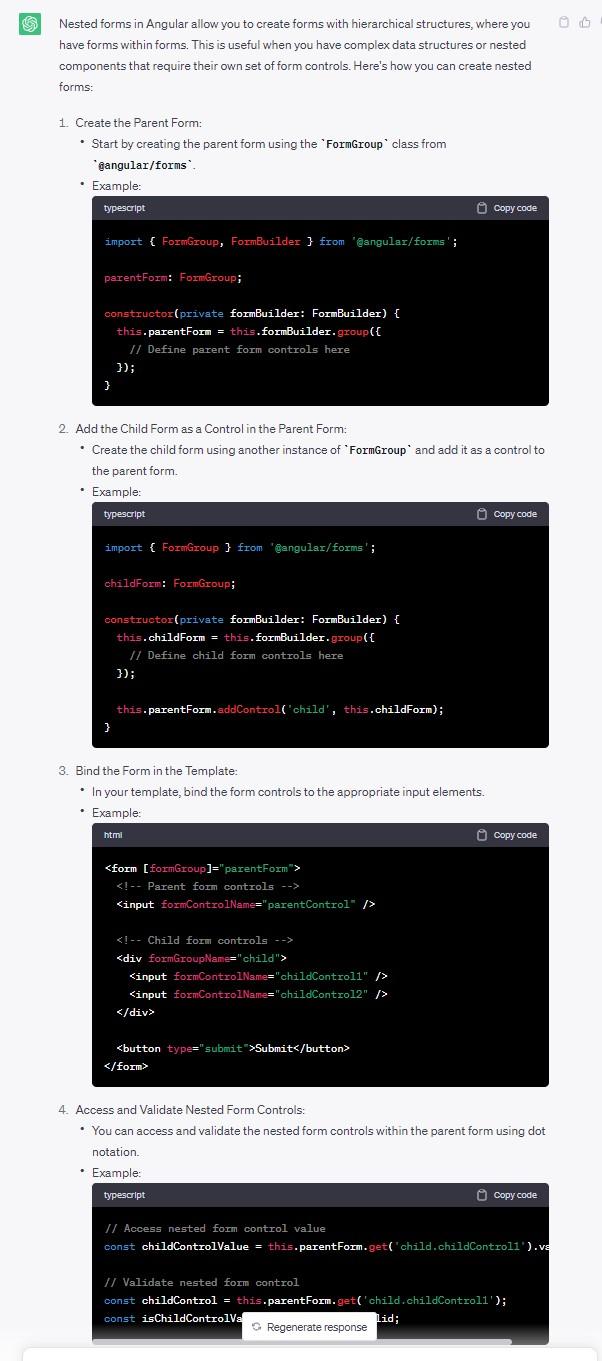 Nested forms in Angular allow you to create forms with hierarchical structures, where you
have forms within forms. This is useful when you have complex data structures or nested
components that require their own set of form controls. Here's how you can create nested
forms:
1. Create the Parent Form:
• Start by creating the parent form using the `FormGroup` class from
`@angular/forms`.
• Example:
typescript Copy code
import { FormGroup, FormBuilder } from '@angular/forms';
parentForm: FormGroup;
constructor(private formBuilder: FormBuilder) {
this.parentForm = this.formBuilder.group({
// Define parent form controls here
});
}
2. Add the Child Form as a Control in the Parent Form:
• Create the child form using another instance of `FormGroup` and add it as a control to
the parent form.
• Example:
typescript Copy code
import { FormGroup } from '@angular/forms';
childForm: FormGroup;
constructor(private formBuilder: FormBuilder) {
this.childForm = this.formBuilder.group({
// Define child form controls here
});
this.parentForm.addControl('child', this.childForm);
}
3. Bind the Form in the Template:
• In your template, bind the form controls to the appropriate input elements.
• Example:
html Copy code
<form [formGroup]="parentForm">
<!-- Parent form controls -->
<input formControlName="parentControl" />
<!-- Child form controls -->
<div formGroupName="child">
<input formControlName="childControl1" />
<input formControlName="childControl2" />
</div>
<button type="submit">Submit</button>
</form>
4. Access and Validate Nested Form Controls:
• You can access and validate the nested form controls within the parent form using dot
notation.
• Example:
typescript Copy code
// Access nested form control value
const childControlValue = this.parentForm.get('child.childControl1').va
// Validate nested form control
const childControl = this.parentForm.get('child.childControl1');
const isChildControlVa lid;
Regenerate response